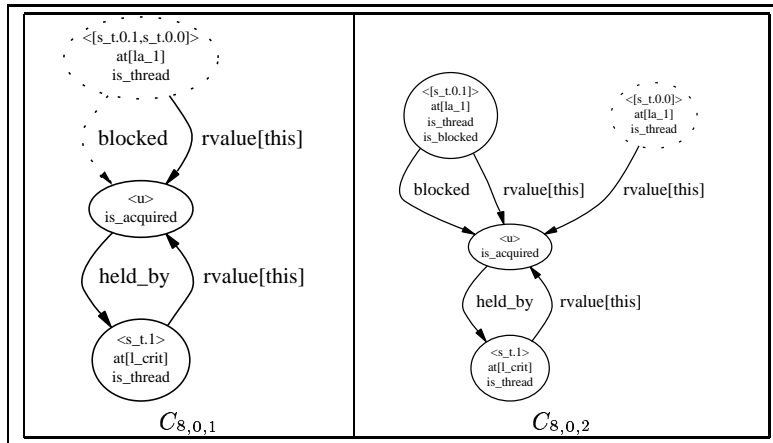 <[s_t.0.1,s_t.0.0]>
at[la_1]
is_thread
blocked
rvalue[this]
<u>
is_acquired
held_by
rvalue[this]
<s_t.1>
at[l_crit]
is_thread
C8,0,1
<[s_t.0.1]>
at[la_1]
is_thread
is_blocked
<[s_t.0.0]>
at[la_1]
is_thread
blocked
rvalue[this]
rvalue[this]
<u>
is_acquired
held_by
rvalue[this]
<s_t.1>
at[l_crit]
is_thread
C8,0,2